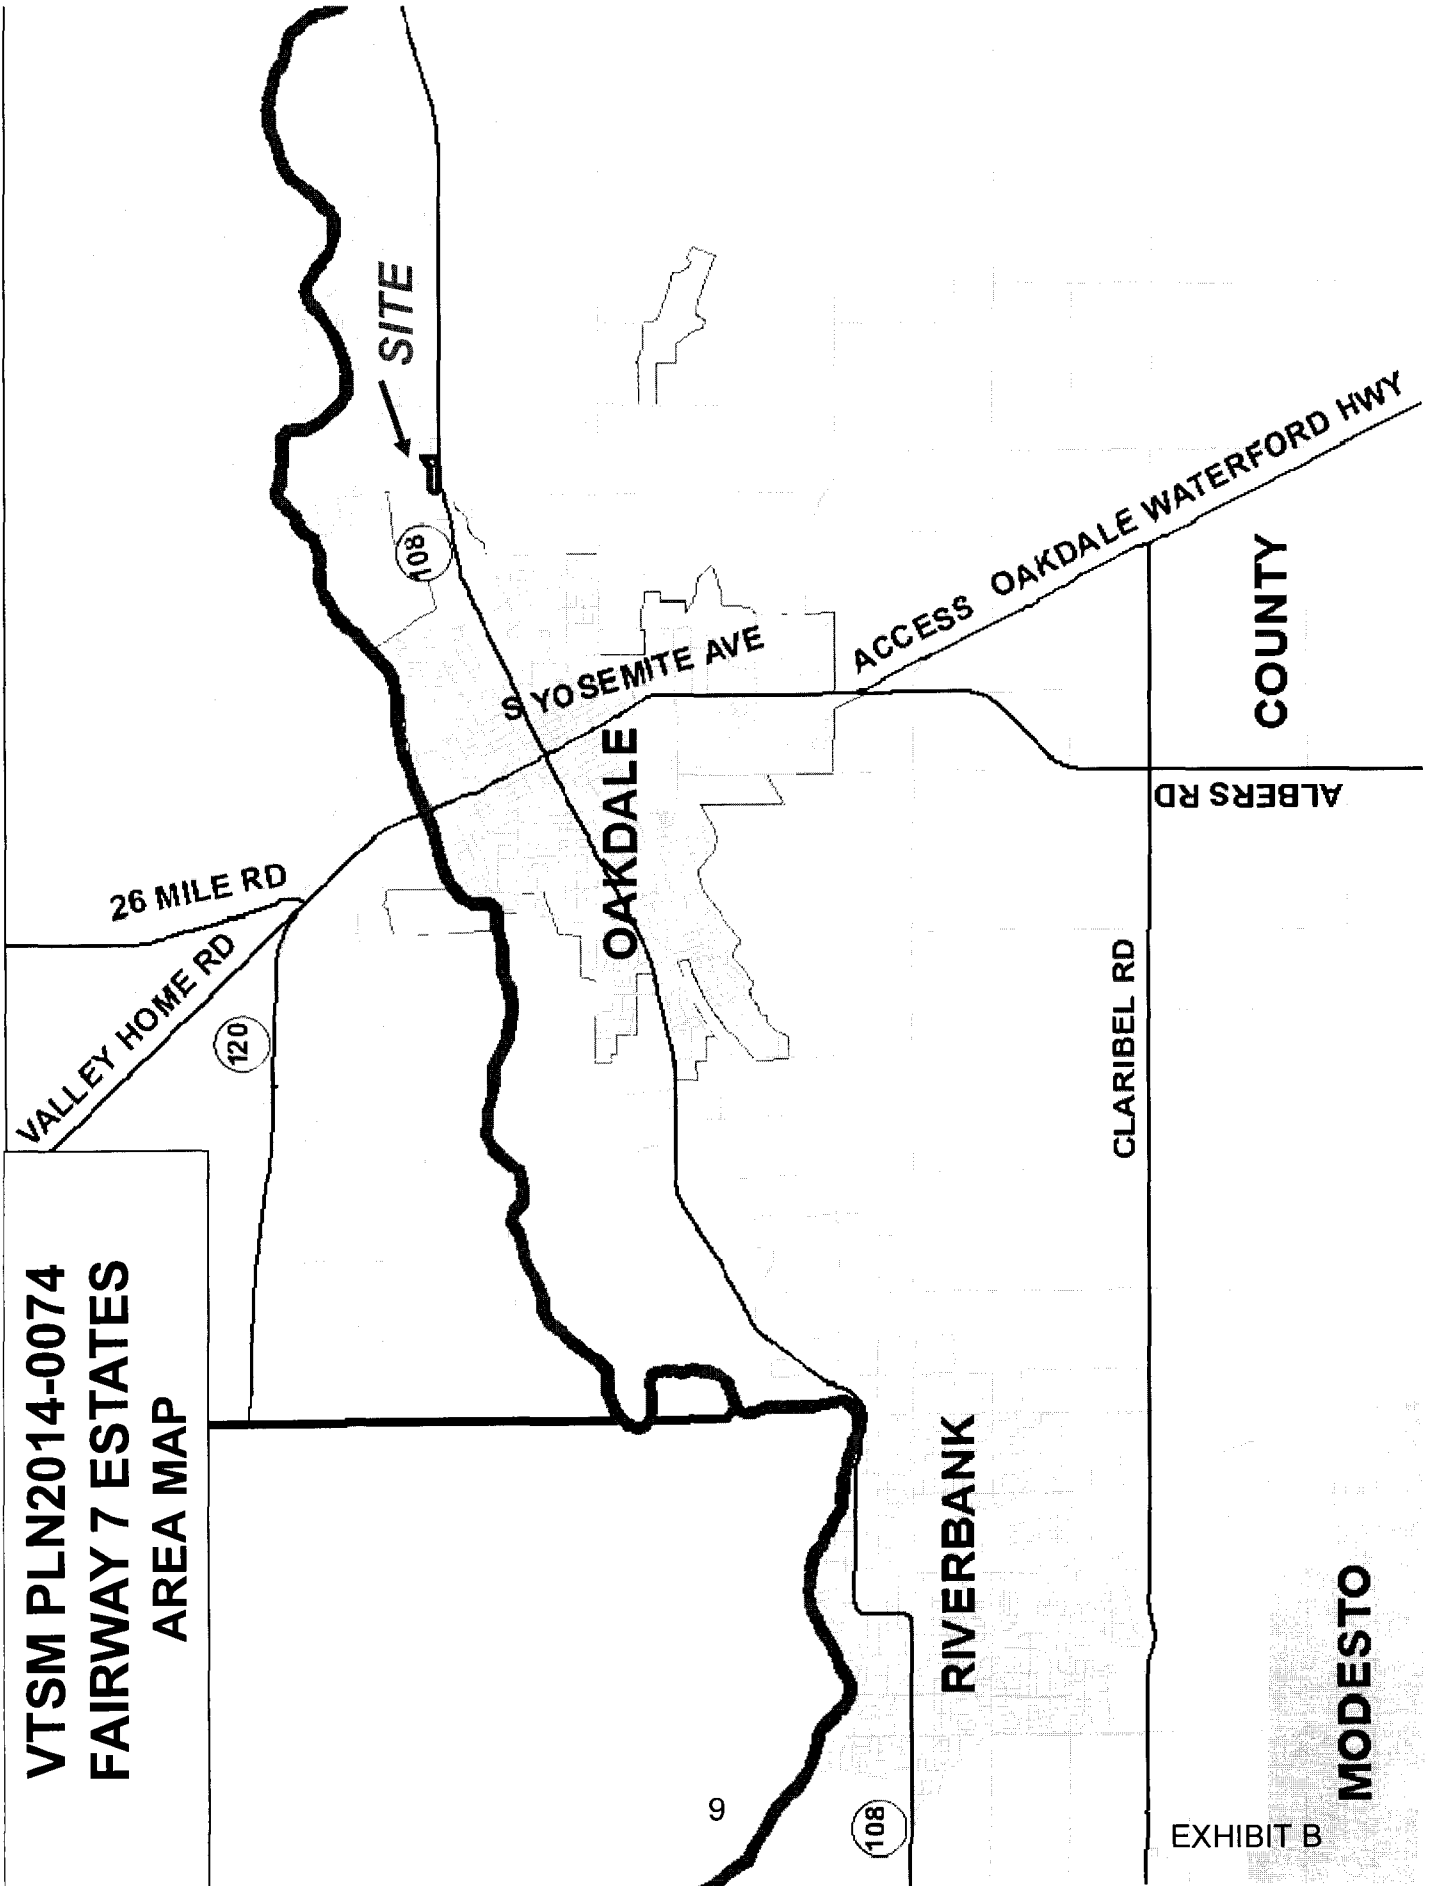 VTSM PLN2014-0074
FAIRWAY 7 ESTATES
AREA MAP
VALLEY HOME RD
26 MILE RD
120
SITE
108
S YOSEMITE AVE
OAKDALE
ACCESS OAKDALE WATERFORD HWY
CLARIBEL RD
ALBERS RD
COUNTY
RIVERBANK
108
MODESTO
9
EXHIBIT B